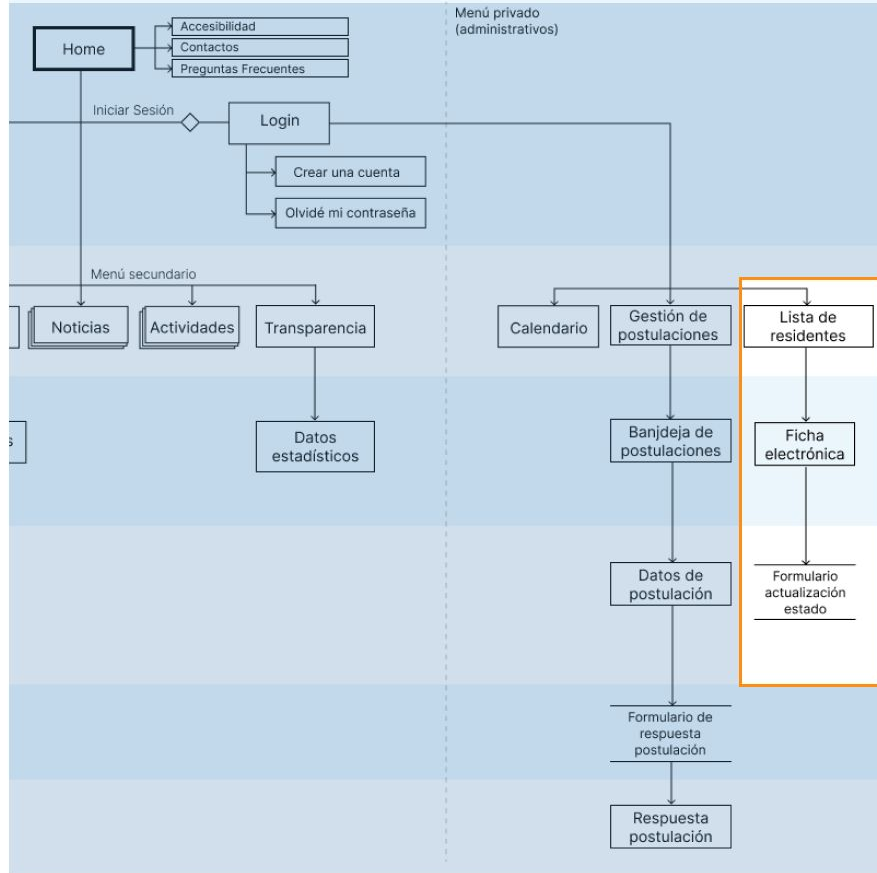 Menú privado
(administrativos)
Home
Accesibilidad
Contactos
Preguntas Frecuentes
Iniciar Sesión
Login
Crear una cuenta
Olvidé mi contraseña
Menú secundario
Noticias
Actividades
Transparencia
Calendario
Gestión de
postulaciones
Lista de
residentes
s
Datos
estadísticos
Banjdeja de
postulaciones
Ficha
electrónica
Datos de
postulación
Formulario
actualización
estado
Formulario de
respuesta
postulación
Respuesta
postulación